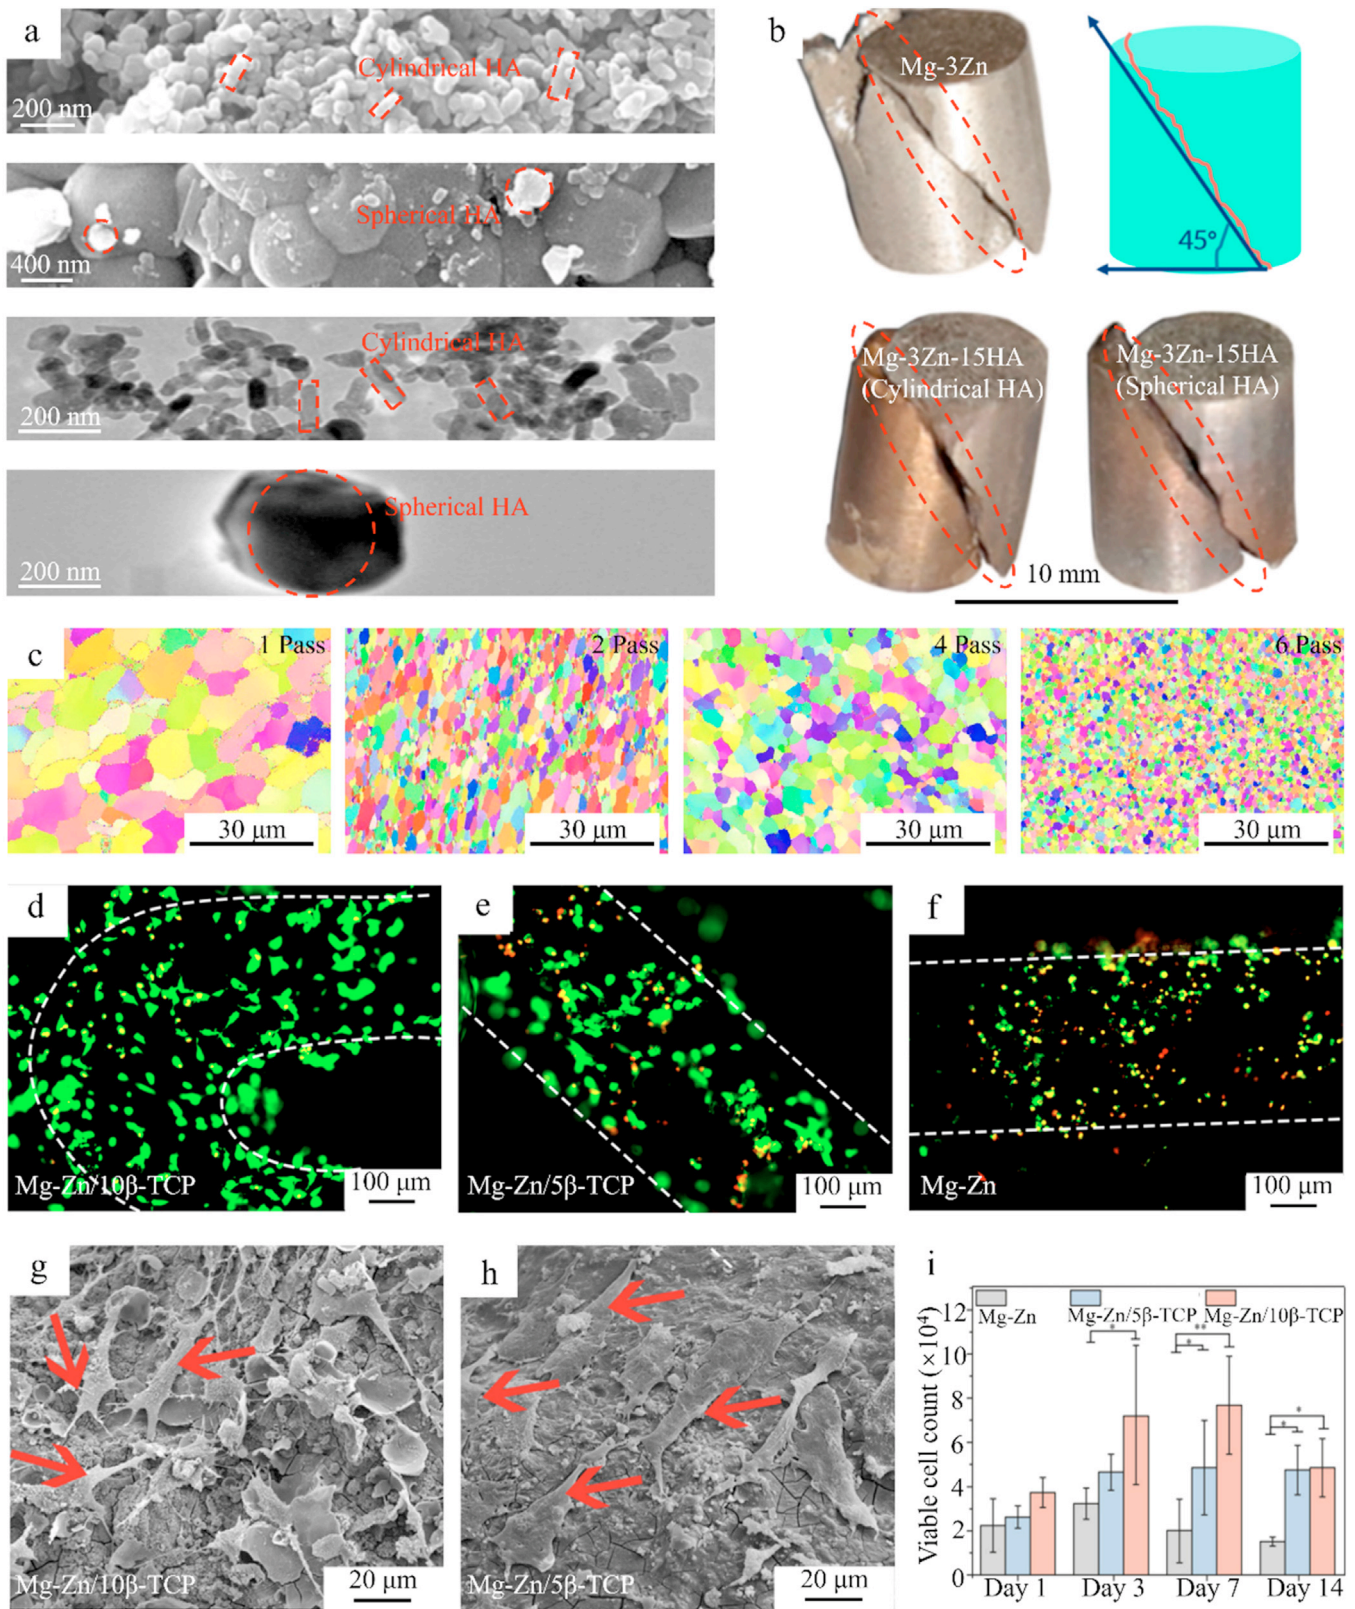 a
Cylindrical HA
200 nm
Spherical HA
400 nm
Cylindrical HA
200 nm
Spherical HA
200 nm
b
Mg-3Zn
45°
Mg-3Zn-15HA
(Cylindrical HA)
Mg-3Zn-15HA
(Spherical HA)
10 mm
c
1 Pass
30 μm
2 Pass
30 μm
4 Pass
30 μm
6 Pass
30 μm
d
Mg-Zn/10β-TCP
100 μm
e
Mg-Zn/5β-TCP
100 μm
f
Mg-Zn
100 μm
g
Mg-Zn/10β-TCP
20 μm
h
Mg-Zn/5β-TCP
20 μm
i
Mg-Zn
Mg-Zn/5β-TCP
Mg-Zn/10β-TCP
Viable cell count (×10⁴)
12
10
8
6
4
2
0
*
*
**
*
*
Day 1
Day 3
Day 7
Day 14